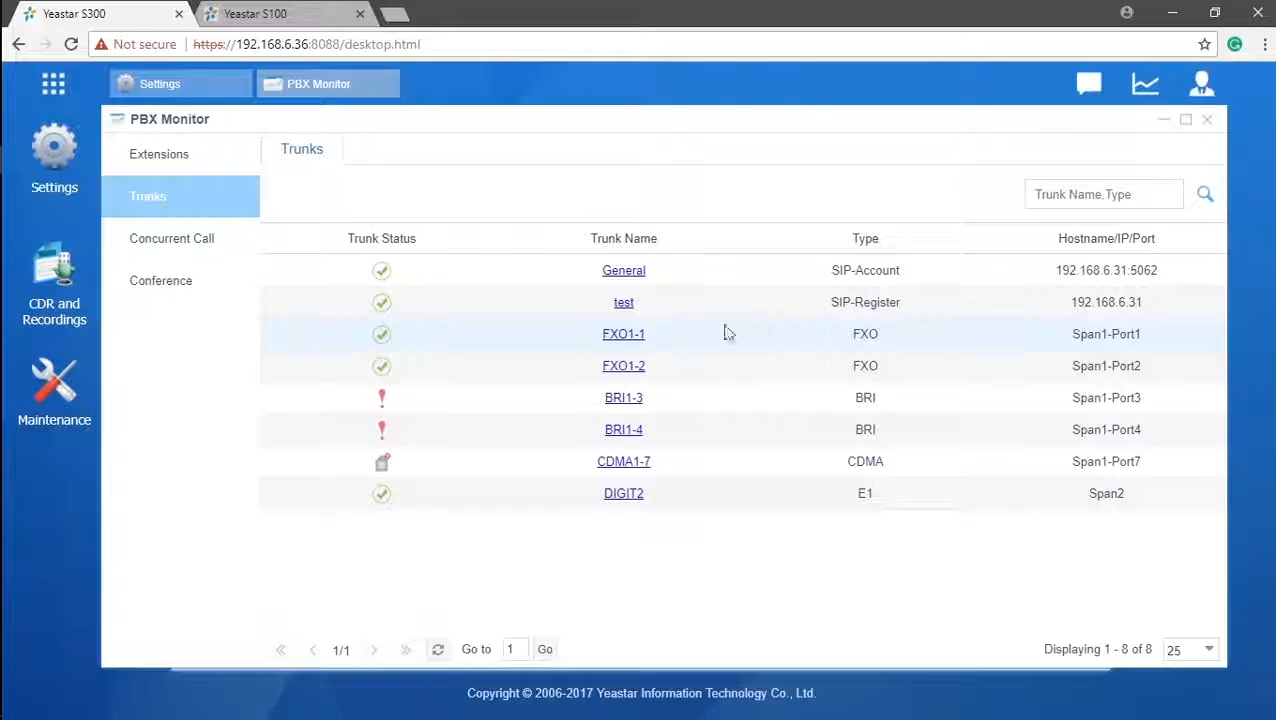 Yeastar S300
Yeastar S100
Not secure https://192.168.6.36:8088/desktop.html
Settings
PBX Monitor
PBX Monitor
Settings
CDR and
Recordings
Maintenance
Extensions
Trunks
Concurrent Call
Conference
Trunks
Trunk Name,Type
Trunk Status Trunk Name Type Hostname/IP/Port
General SIP-Account 192.168.6.31:5062
test SIP-Register 192.168.6.31
FXO1-1 FXO Span1-Port1
FXO1-2 FXO Span1-Port2
BRI1-3 BRI Span1-Port3
BRI1-4 BRI Span1-Port4
CDMA1-7 CDMA Span1-Port7
DIGIT2 E1 Span2
1/1 Go to 1 Go Displaying 1 - 8 of 8 25
Copyright © 2006-2017 Yeastar Information Technology Co., Ltd.